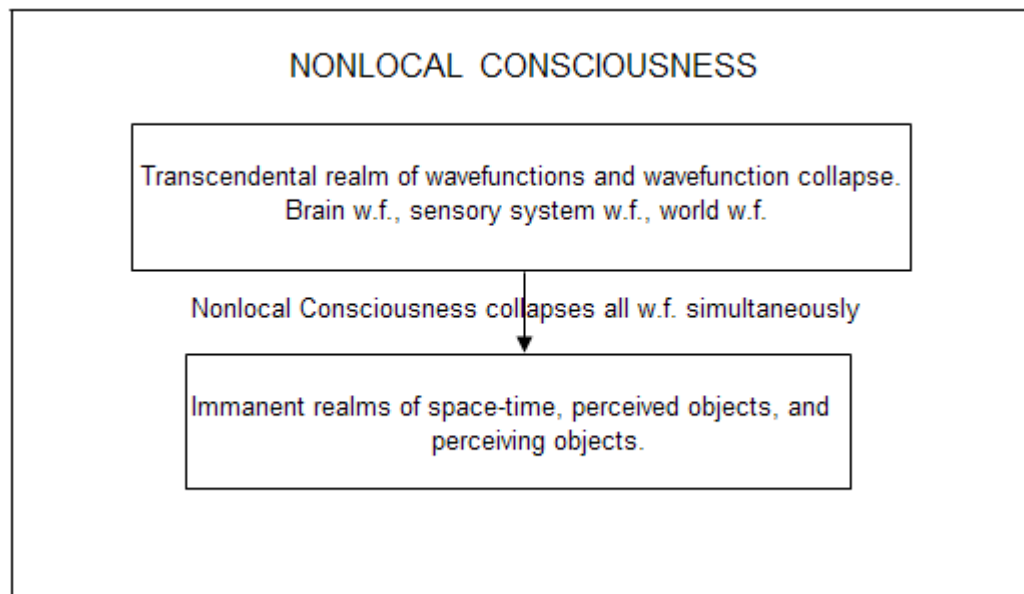 NONLOCAL CONSCIOUSNESS
Transcendental realm of wavefunctions and wavefunction collapse.
Brain w.f., sensory system w.f., world w.f.
Nonlocal Consciousness collapses all w.f. simultaneously
Immanent realms of space-time, perceived objects, and
perceiving objects.